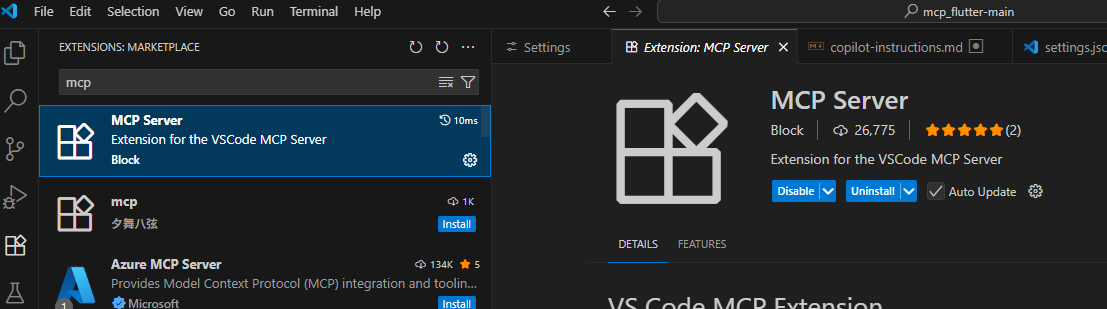 File Edit Selection View Go Run Terminal Help
mcp_flutter-main
EXTENSIONS: MARKETPLACE
mcp
MCP Server
10ms
Extension for the VSCode MCP Server
Block
mcp
1K
夕舞八弦
Install
Azure MCP Server
134K 5
Provides Model Context Protocol (MCP) integration and toolin...
Microsoft
Install
1
Settings
Extension: MCP Server
copilot-instructions.md
settings.jsc
MCP Server
Block 26,775 (2)
Extension for the VSCode MCP Server
Disable Uninstall Auto Update
DETAILS FEATURES
VS Code MCP Extension